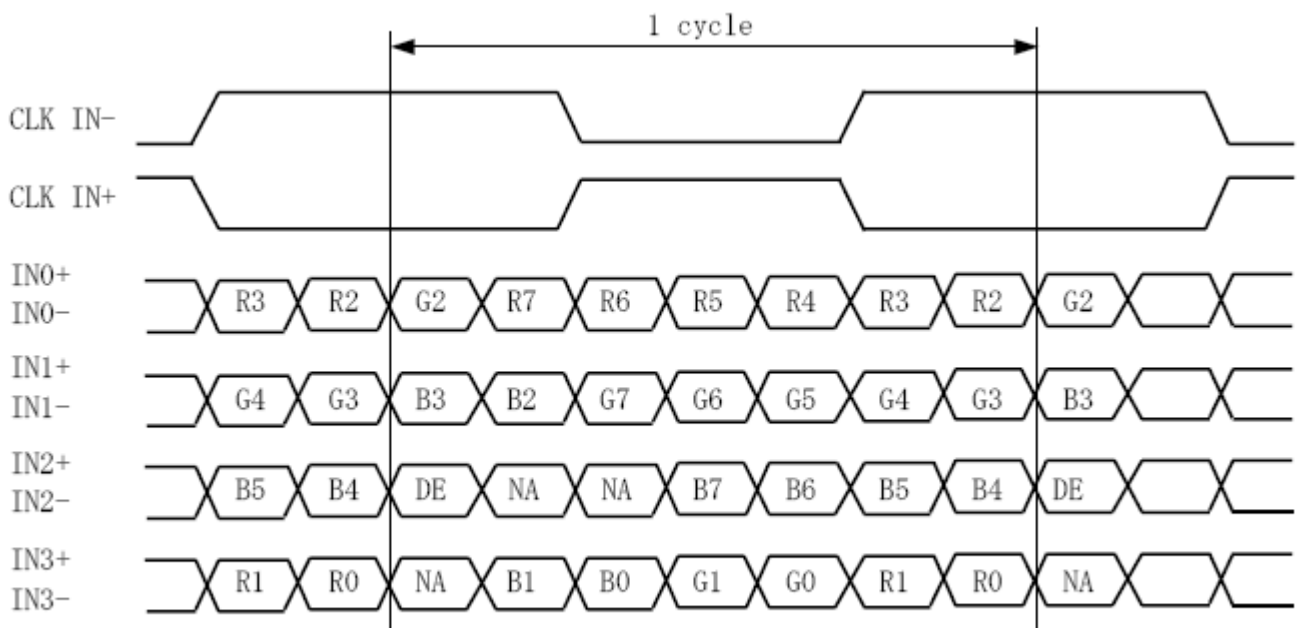 1 cycle
CLK IN-
CLK IN+
IN0+
IN0-
R3 R2 G2 R7 R6 R5 R4 R3 R2 G2
IN1+
IN1-
G4 G3 B3 B2 G7 G6 G5 G4 G3 B3
IN2+
IN2-
B5 B4 DE NA NA B7 B6 B5 B4 DE
IN3+
IN3-
R1 R0 NA B1 B0 G1 G0 R1 R0 NA